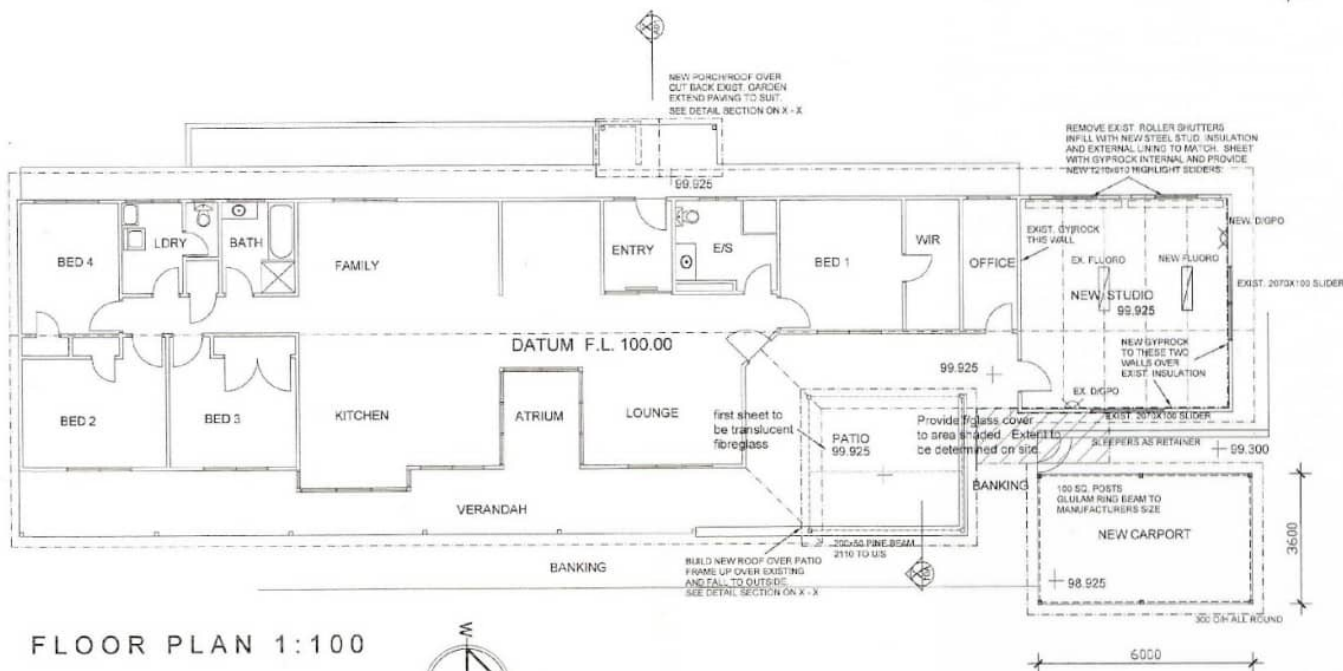 NEW PORCH/ROOF OVER
CUT BACK EXIST. GARDEN
EXTEND PAVING TO SUIT.
SEE DETAIL SECTION ON X - X
REMOVE EXIST. ROLLER SHUTTERS
INFILL WITH NEW STEEL STUD. INSULATION
AND EXTERNAL LINING TO MATCH. SHEET
WITH GYPROCK INTERNAL AND PROVIDE
NEW 1210x610 HIGHLIGHT SLIDERS
99.925
BED 4
LDRY
BATH
FAMILY
ENTRY
E/S
BED 1
WIR
OFFICE
EXIST. GYPROCK
THIS WALL
NEW D/GPO
EX. FLUORO
NEW FLUORO
EXIST. 2070X100 SLIDER
NEW STUDIO
99.925
NEW GYPROCK
TO THESE TWO
WALLS OVER
EXIST. INSULATION
DATUM F.L. 100.00
99.925
EX. D/GPO
EXIST. 2070X100 SLIDER
BED 2
BED 3
KITCHEN
ATRIUM
LOUNGE
first sheet to
be translucent
fibreglass
PATIO
99.925
Provide f/glass cover
to area shaded. Extent to
be determined on site.
SLEEPERS AS RETAINER
99.300
BANKING
100 SQ. POSTS
GLULAM RING BEAM TO
MANUFACTURERS SIZE
NEW CARPORT
98.925
3600
VERANDAH
200x50 PINE BEAM
2110 TO U/S
BANKING
BUILD NEW ROOF OVER PATIO
FRAME UP OVER EXISTING
AND FALL TO OUTSIDE
SEE DETAIL SECTION ON X - X
300 O/H ALL ROUND
6000
FLOOR PLAN 1:100
W